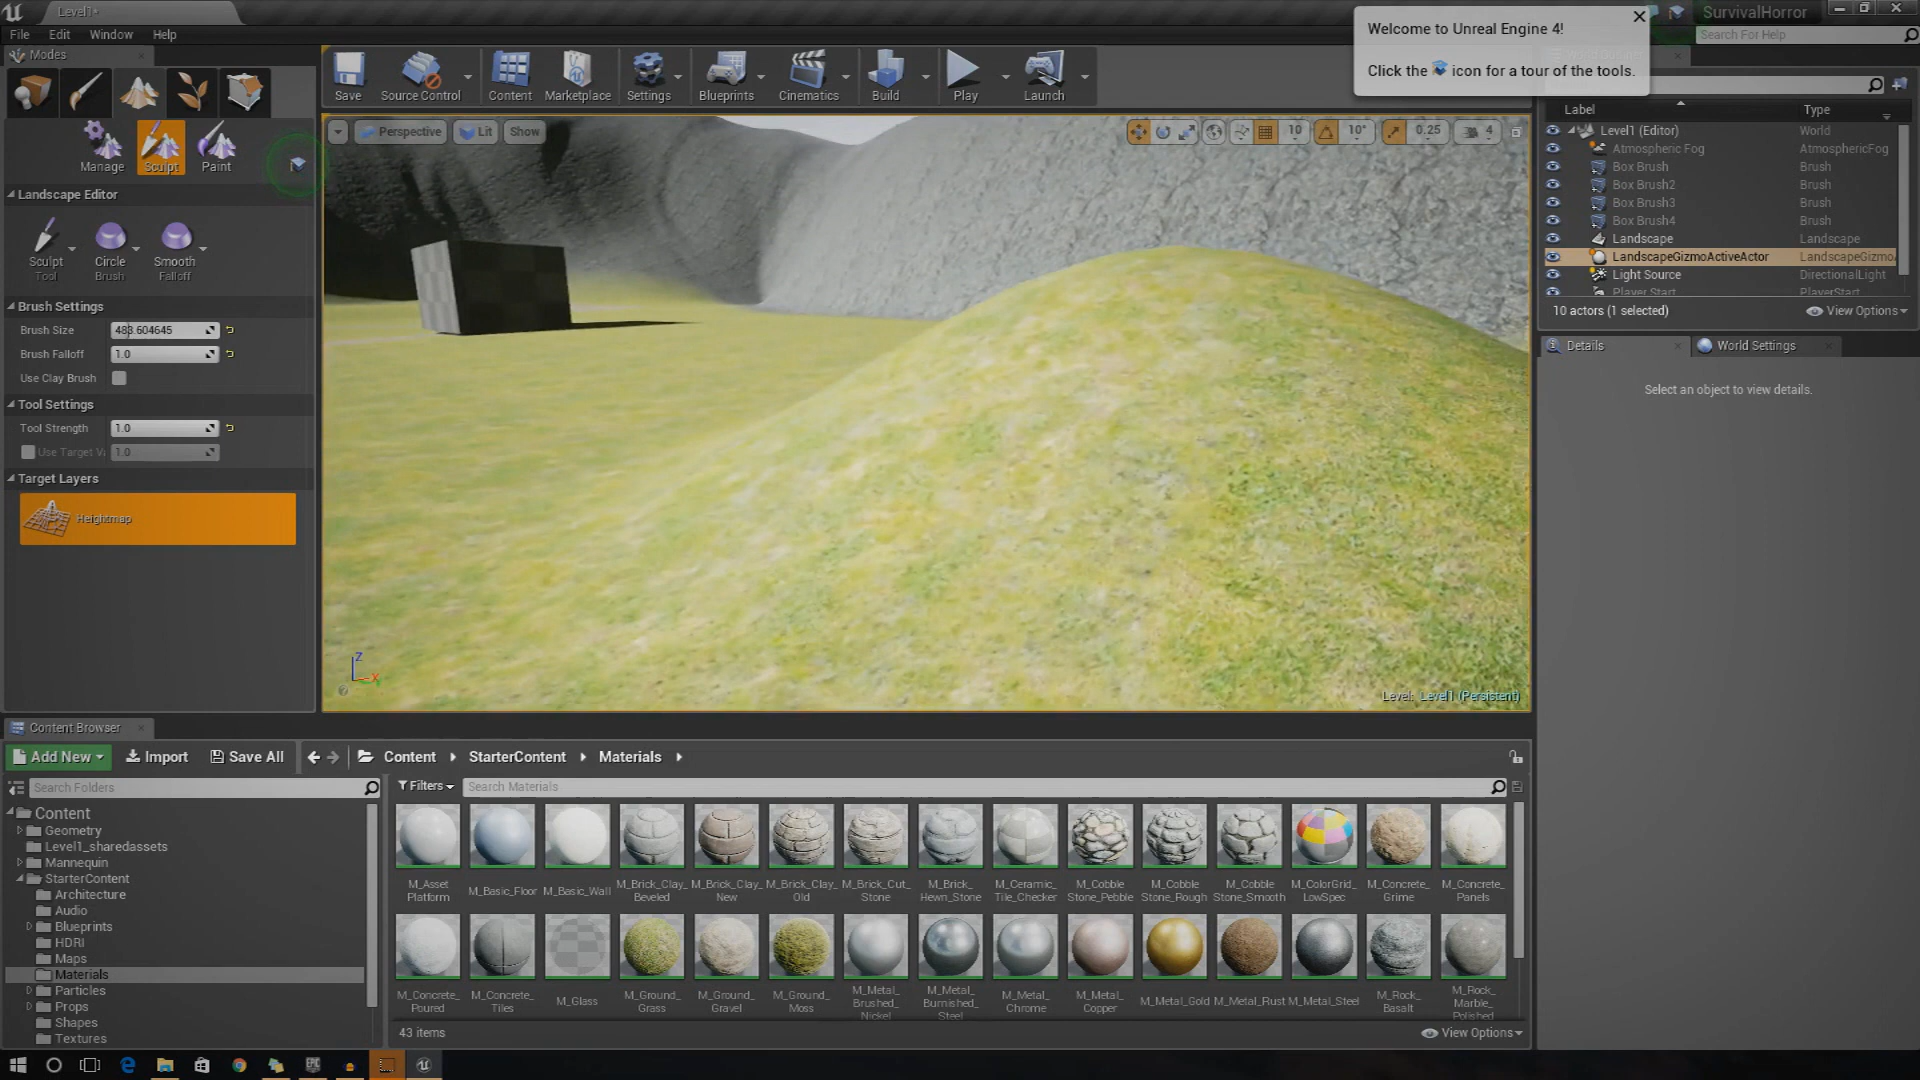 Level1*
SurvivalHorror
File Edit Window Help
Search For Help
Welcome to Unreal Engine 4!
Click the icon for a tour of the tools.
Modes
Save Source Control Content Marketplace Settings Blueprints Cinematics Build Play Launch
Manage Sculpt Paint
Landscape Editor
Sculpt Circle Smooth
Tool Brush Falloff
Brush Settings
Brush Size 483.604645
Brush Falloff 1.0
Use Clay Brush
Tool Settings
Tool Strength 1.0
Use Target V 1.0
Target Layers
Heightmap
Perspective Lit Show
10 10° 0.25 4
Z
X
Level: Level1 (Persistent)
Label Type
Level1 (Editor) World
Atmospheric Fog AtmosphericFog
Box Brush Brush
Box Brush2 Brush
Box Brush3 Brush
Box Brush4 Brush
Landscape Landscape
LandscapeGizmoActiveActor LandscapeGizmoA
Light Source DirectionalLight
Player Start PlayerStart
10 actors (1 selected) View Options
Details World Settings
Select an object to view details.
Content Browser
Add New Import Save All Content StarterContent Materials
Search Folders
Filters Search Materials
Content
Geometry
Level1_sharedassets
Mannequin
StarterContent
Architecture
Audio
Blueprints
HDRI
Maps
Materials
Particles
Props
Shapes
Textures
M_Asset Platform
M_Basic_Floor
M_Basic_Wall
M_Brick_Clay_ Beveled
M_Brick_Clay_ New
M_Brick_Clay_ Old
M_Brick_Cut_ Stone
M_Brick_ Hewn_Stone
M_Ceramic_ Tile_Checker
M_Cobble Stone_Pebble
M_Cobble Stone_Rough
M_Cobble Stone_Smooth
M_ColorGrid_ LowSpec
M_Concrete_ Grime
M_Concrete_ Panels
M_Concrete_ Poured
M_Concrete_ Tiles
M_Glass
M_Ground_ Grass
M_Ground_ Gravel
M_Ground_ Moss
M_Metal_ Brushed_ Nickel
M_Metal_ Burnished_ Steel
M_Metal_ Chrome
M_Metal_ Copper
M_Metal_Gold
M_Metal_Rust
M_Metal_Steel
M_Rock_ Basalt
M_Rock_ Marble_ Polished
43 items
View Options
EPIC